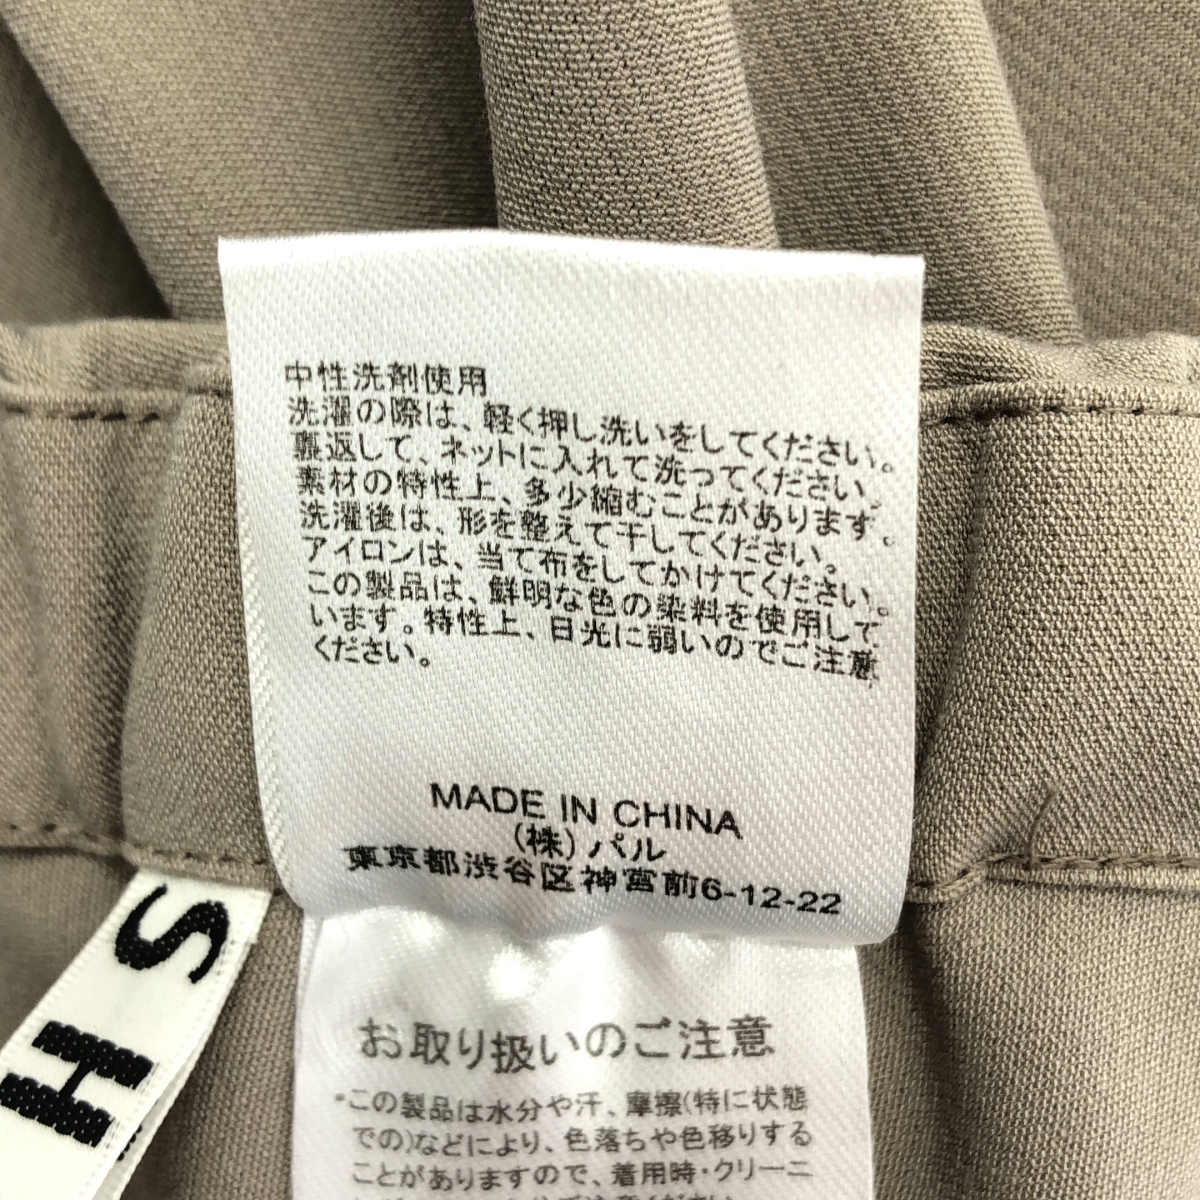 中性洗剤使用
洗濯の際は、軽く押し洗いをしてください。
裏返して、ネットに入れて洗ってください。
素材の特性上、多少縮むことがあります。
洗濯後は、形を整えて干してください。
アイロンは、当て布をしてかけてください。
この製品は、鮮明な色の染料を使用して
います。特性上、日光に弱いのでご注意
ください。
MADE IN CHINA
(株)パル
東京都渋谷区神宮前6-12-22
お取り扱いのご注意
*この製品は水分や汗、摩擦(特に状態
での)などにより、色落ちや色移りする
ことがありますので、着用時・クリーニ
S
H